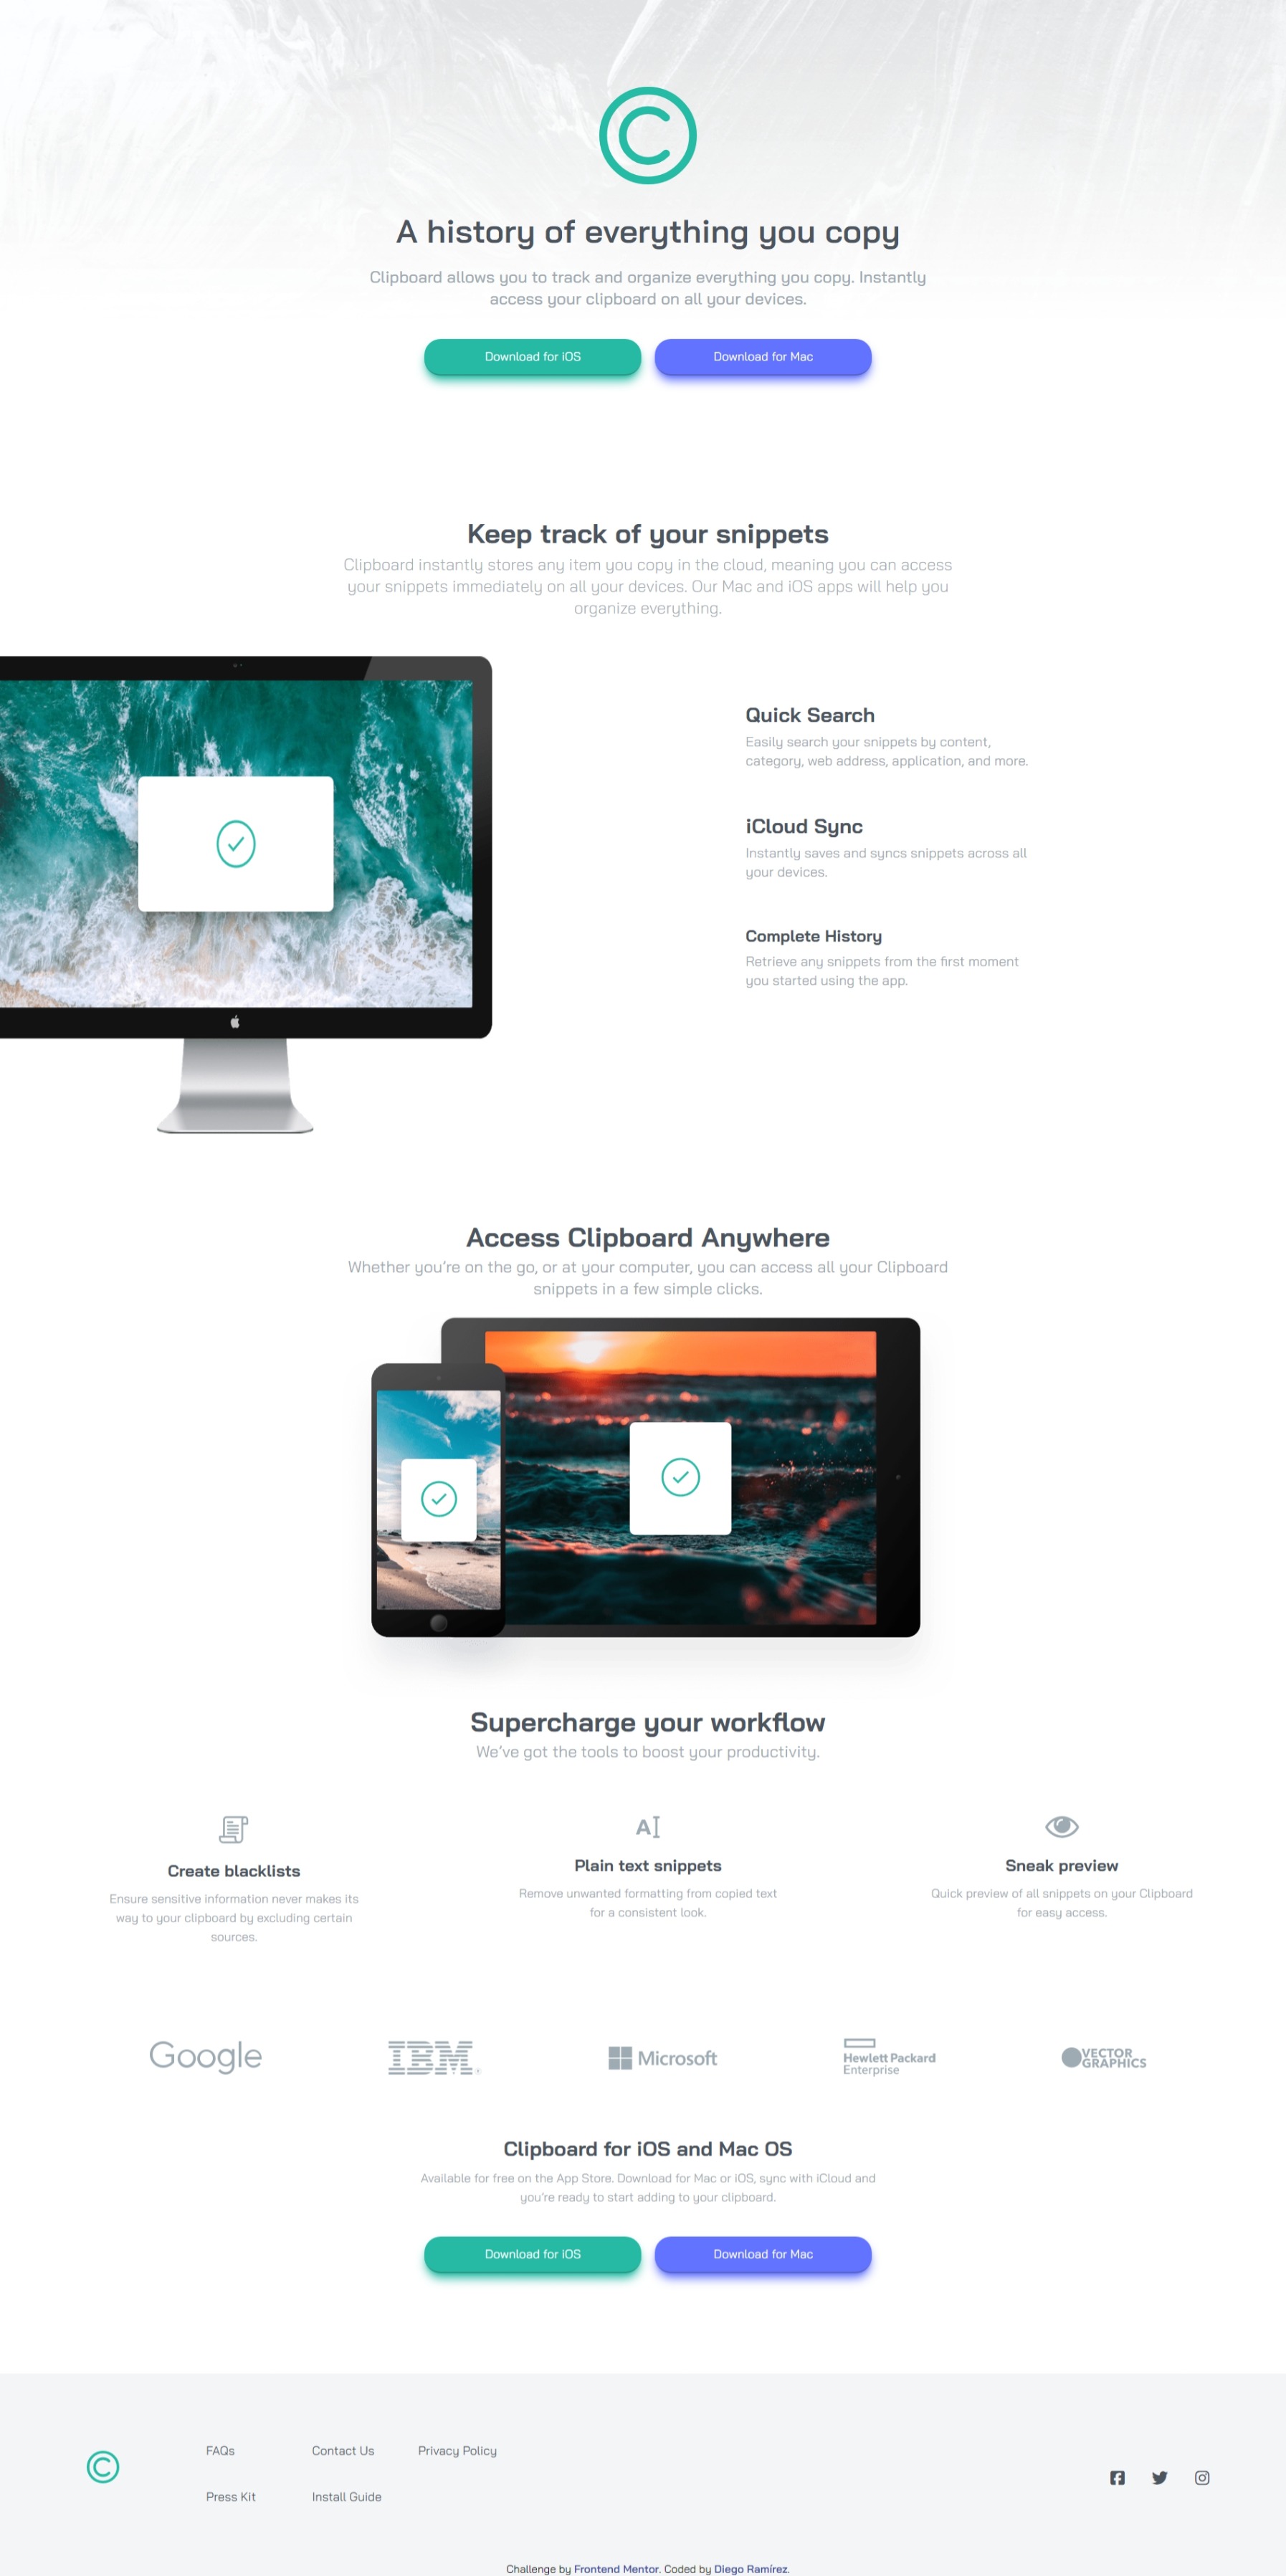 A history of everything you copy
Clipboard allows you to track and organize everything you copy. Instantly
access your clipboard on all your devices.
Download for iOS
Download for Mac
Keep track of your snippets
Clipboard instantly stores any item you copy in the cloud, meaning you can access
your snippets immediately on all your devices. Our Mac and iOS apps will help you
organize everything.
Quick Search
Easily search your snippets by content,
category, web address, application, and more.
iCloud Sync
Instantly saves and syncs snippets across all
your devices.
Complete History
Retrieve any snippets from the first moment
you started using the app.
Access Clipboard Anywhere
Whether you’re on the go, or at your computer, you can access all your Clipboard
snippets in a few simple clicks.
Supercharge your workflow
We’ve got the tools to boost your productivity.
Create blacklists
Ensure sensitive information never makes its
way to your clipboard by excluding certain
sources.
Plain text snippets
Remove unwanted formatting from copied text
for a consistent look.
Sneak preview
Quick preview of all snippets on your Clipboard
for easy access.
Google
IBM
Microsoft
Hewlett Packard
Enterprise
VECTOR
GRAPHICS
Clipboard for iOS and Mac OS
Available for free on the App Store. Download for Mac or iOS, sync with iCloud and
you’re ready to start adding to your clipboard.
Download for iOS
Download for Mac
FAQs
Contact Us
Privacy Policy
Press Kit
Install Guide
Challenge by Frontend Mentor. Coded by Diego Ramírez.